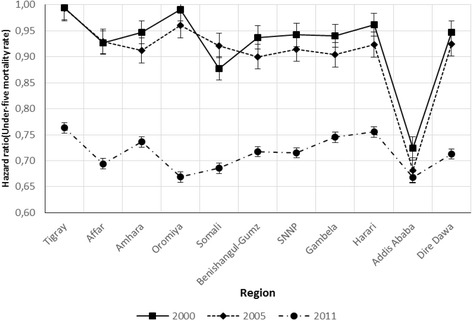 Hazard ratio(Under-five mortality rate)
1,00
0,95
0,90
0,85
0,80
0,75
0,70
0,65
0,60
Tigray
Affar
Amhara
Oromiya
Somali
Benishangul-Gumz
SNNP
Gambela
Harari
Addis Ababa
Dire Dawa
Region
2000 2005 2011